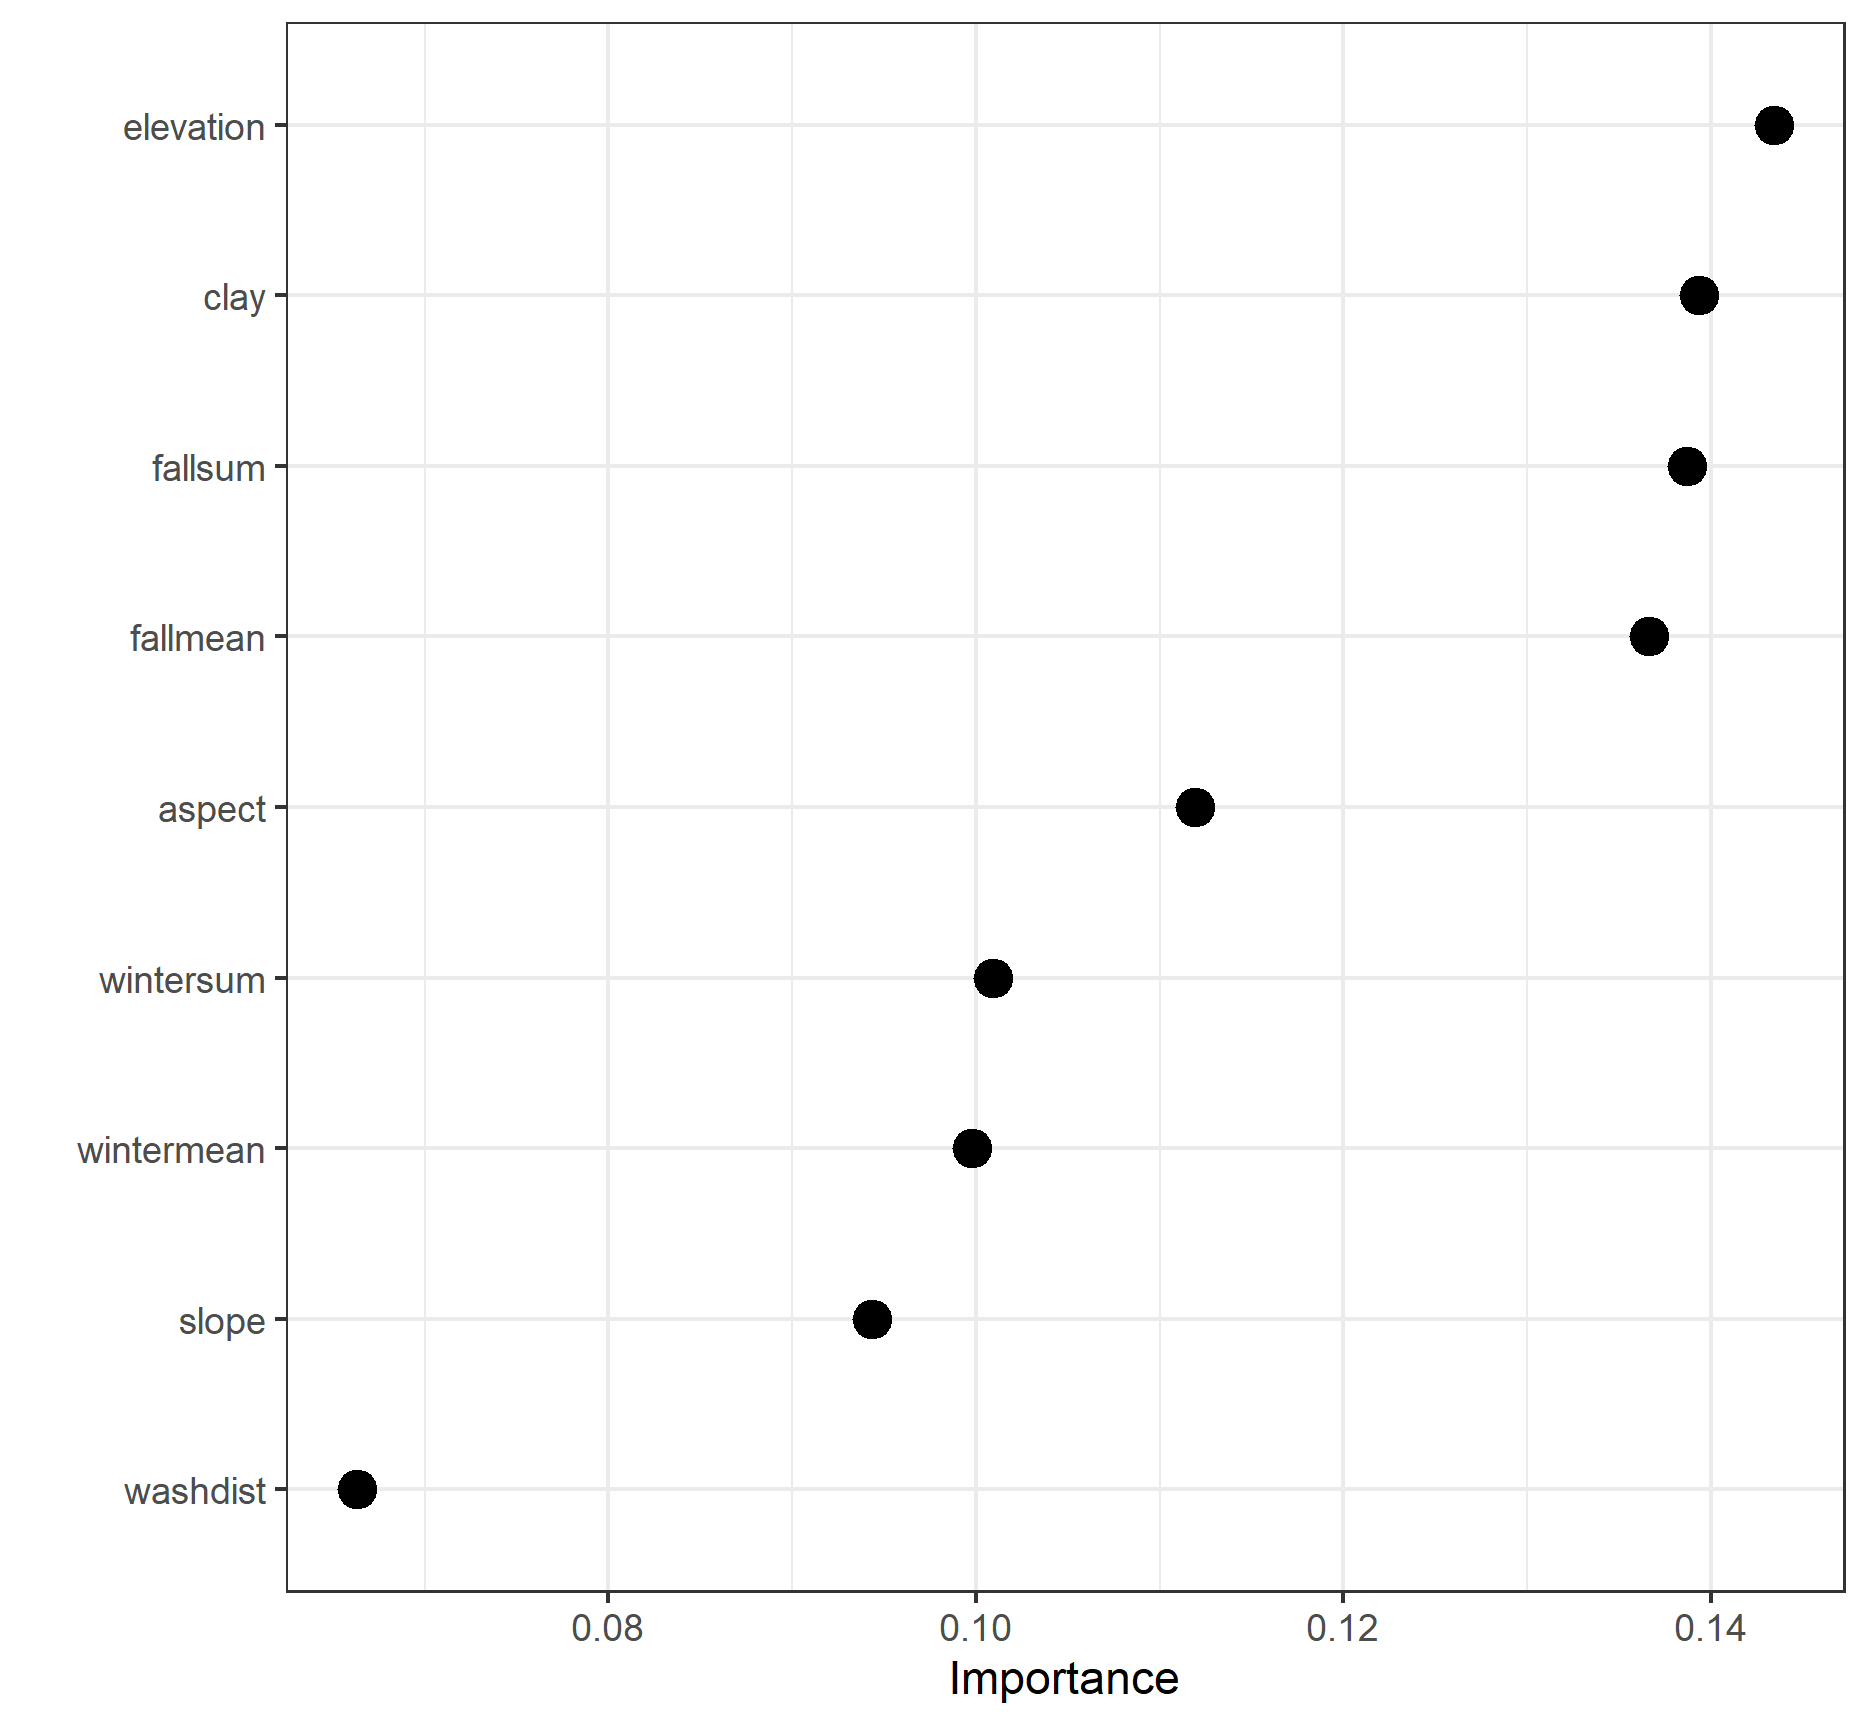 elevation
clay
fallsum
fallmean
aspect
wintersum
wintermean
slope
washdist
0.08 0.10 0.12 0.14
Importance